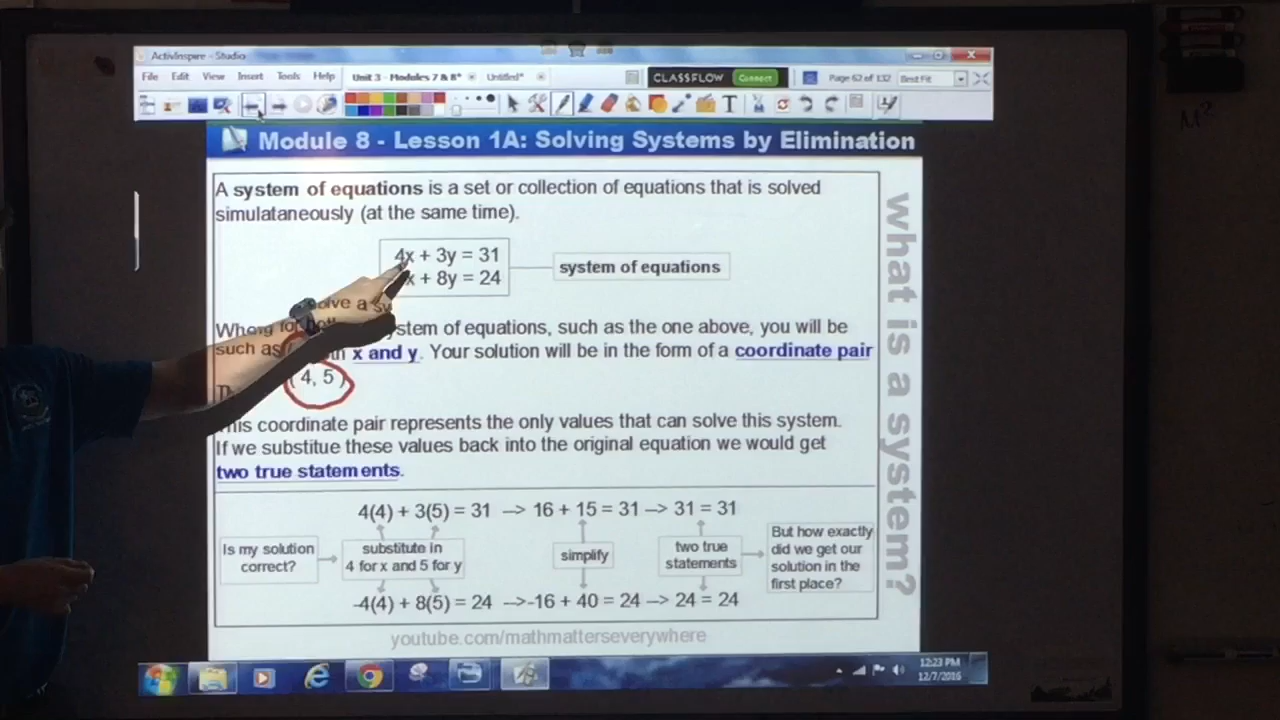 ActivInspire - Studio
File Edit View Insert Tools Help Unit 3 - Modules 7 & 8* Untitled* CLASSFLOW Connect Page 62 of 132 Best Fit
T
Module 8 - Lesson 1A: Solving Systems by Elimination
A system of equations is a set or collection of equations that is solved
simulataneously (at the same time).
4x + 3y = 31
x + 8y = 24
system of equations
olve a sy
When stem of equations, such as the one above, you will be
such as x and y. Your solution will be in the form of a coordinate pair
( 4, 5 )
his coordinate pair represents the only values that can solve this system.
If we substitue these values back into the original equation we would get
two true statements.
4(4) + 3(5) = 31 --> 16 + 15 = 31 --> 31 = 31
Is my solution
correct?
substitute in
4 for x and 5 for y
simplify
two true
statements
But how exactly
did we get our
solution in the
first place?
-4(4) + 8(5) = 24 -->-16 + 40 = 24 --> 24 = 24
youtube.com/mathmatterseverywhere
what is a system?
12:23 PM
12/7/2016
M²